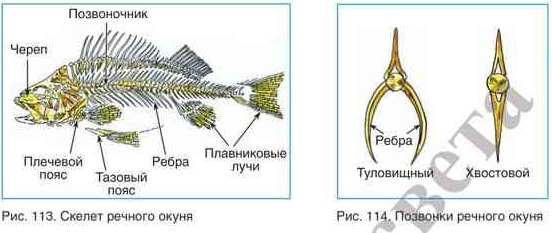 Позвоночник
Череп
Плечевой
пояс
Тазовый
пояс
Ребра
Плавниковые
лучи
Рис. 113. Скелет речного окуня
Ребра
Туловищный
Хвостовой
Рис. 114. Позвонки речного окуня
света